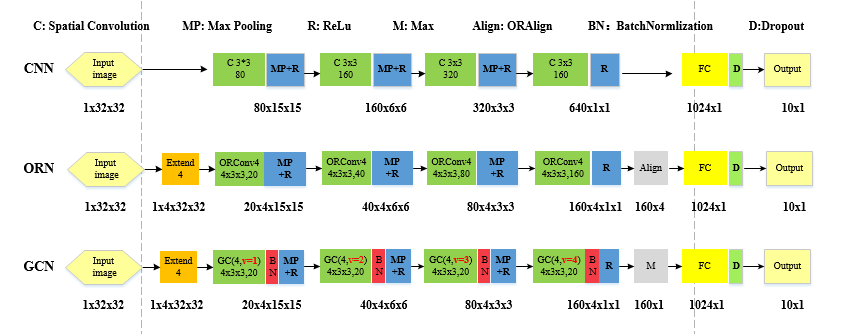 C: Spatial Convolution MP: Max Pooling R: ReLu M: Max Align: ORAlign BN： BatchNormlization D:Dropout
CNN Input image C 3*3 80 MP+R C 3x3 160 MP+R C 3x3 320 MP+R C 3x3 160 R FC D Output
1x32x32 80x15x15 160x6x6 320x3x3 640x1x1 1024x1 10x1
ORN Input image Extend 4 ORConv4 4x3x3,20 MP +R ORConv4 4x3x3,40 MP +R ORConv4 4x3x3,80 MP +R ORConv4 4x3x3,160 R Align FC D Output
1x32x32 1x4x32x32 20x4x15x15 40x4x6x6 80x4x3x3 160x4x1x1 160x4 1024x1 10x1
GCN Input image Extend 4 GC(4,v=1) 4x3x3,20 B N MP +R GC(4,v=2) 4x3x3,20 B N MP +R GC(4,v=3) 4x3x3,20 B N MP +R GC(4,v=4) 4x3x3,20 B N R M FC D Output
1x32x32 1x4x32x32 20x4x15x15 40x4x6x6 80x4x3x3 160x4x1x1 160x1 1024x1 10x1